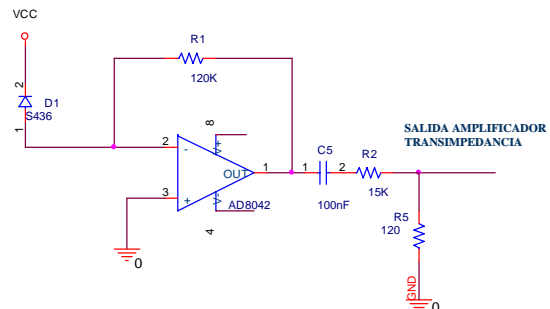 VCC
R1
120K
2
D1
S436
1
8
V+
2
-
OUT
1
3
+
V-
AD8042
4
C5
1
2
100nF
R2
15K
SALIDA AMPLIFICADOR
TRANSIMPEDANCIA
R5
120
GND
0
0